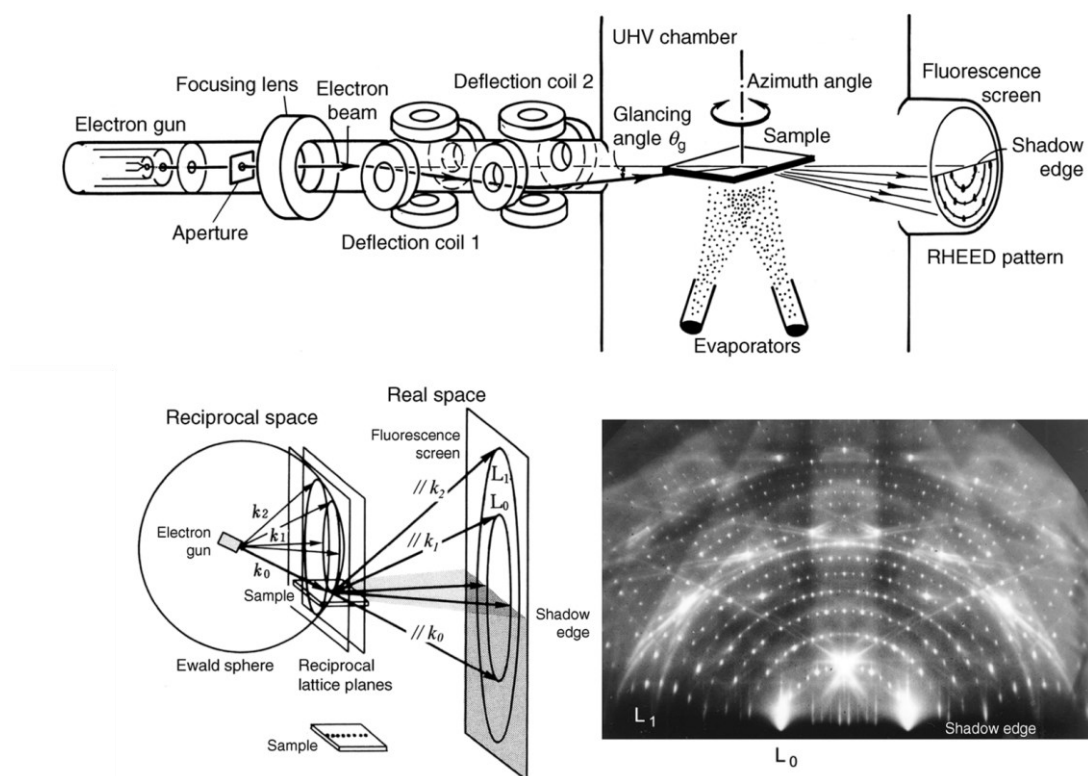 UHV chamber
Azimuth angle
Fluorescence
screen
Focusing lens
Electron
beam
Deflection coil 2
Glancing
angle θg
Sample
Electron gun
Shadow
edge
Aperture
Deflection coil 1
RHEED pattern
Evaporators
Reciprocal space
Real space
Fluorescence
screen
L1
L0
// k2
// k1
// k0
k2
k1
k0
Electron
gun
Sample
Shadow
edge
Ewald sphere
Reciprocal
lattice planes
Sample
L1
Shadow edge
L0